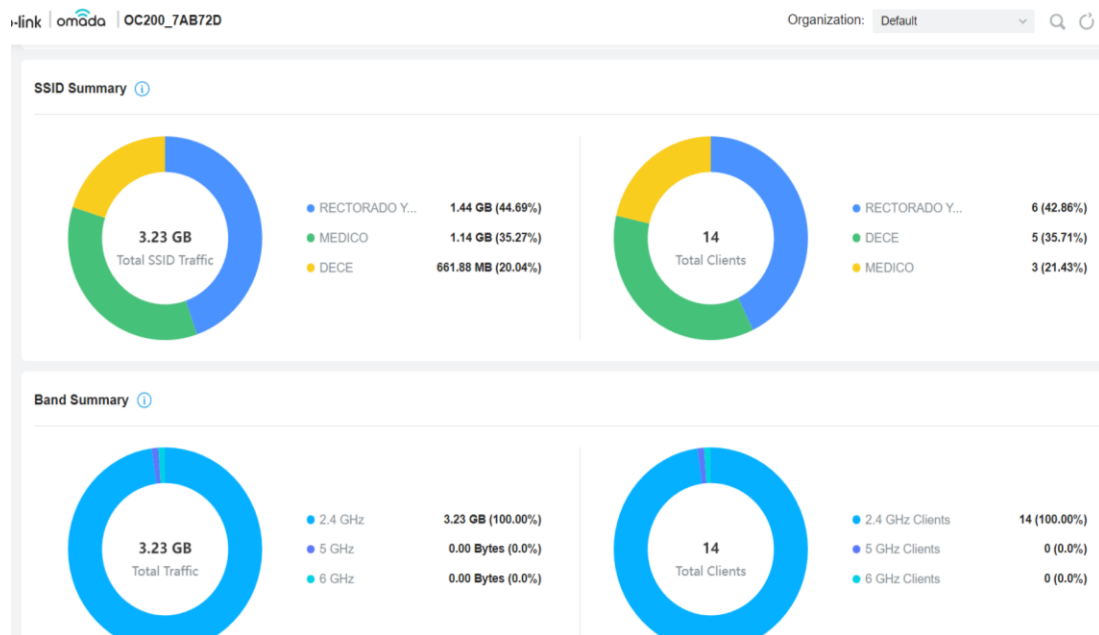 -link omada OC200_7AB72D Organization: Default
SSID Summary
3.23 GB
Total SSID Traffic
RECTORADO Y... 1.44 GB (44.69%)
MEDICO 1.14 GB (35.27%)
DECE 661.88 MB (20.04%)
14
Total Clients
RECTORADO Y... 6 (42.86%)
DECE 5 (35.71%)
MEDICO 3 (21.43%)
Band Summary
3.23 GB
Total Traffic
2.4 GHz 3.23 GB (100.00%)
5 GHz 0.00 Bytes (0.0%)
6 GHz 0.00 Bytes (0.0%)
14
Total Clients
2.4 GHz Clients 14 (100.00%)
5 GHz Clients 0 (0.0%)
6 GHz Clients 0 (0.0%)